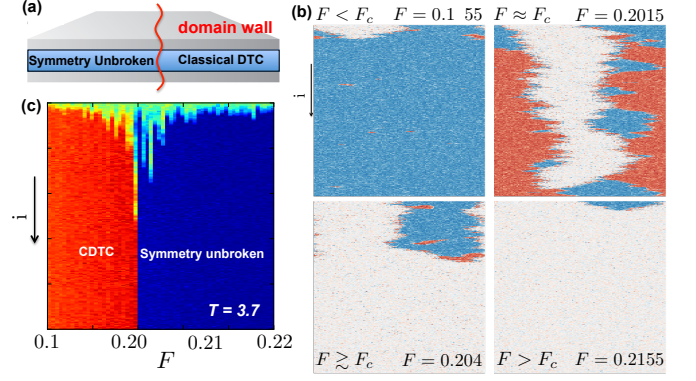 (a)
domain wall
Symmetry Unbroken
Classical DTC
(b)
F < F_c F = 0.1 55
F ≈ F_c F = 0.2015
i
F ≳ F_c F = 0.204
F > F_c F = 0.2155
(c)
i
CDTC
Symmetry unbroken
T = 3.7
0.1 0.20 0.21 0.22
F